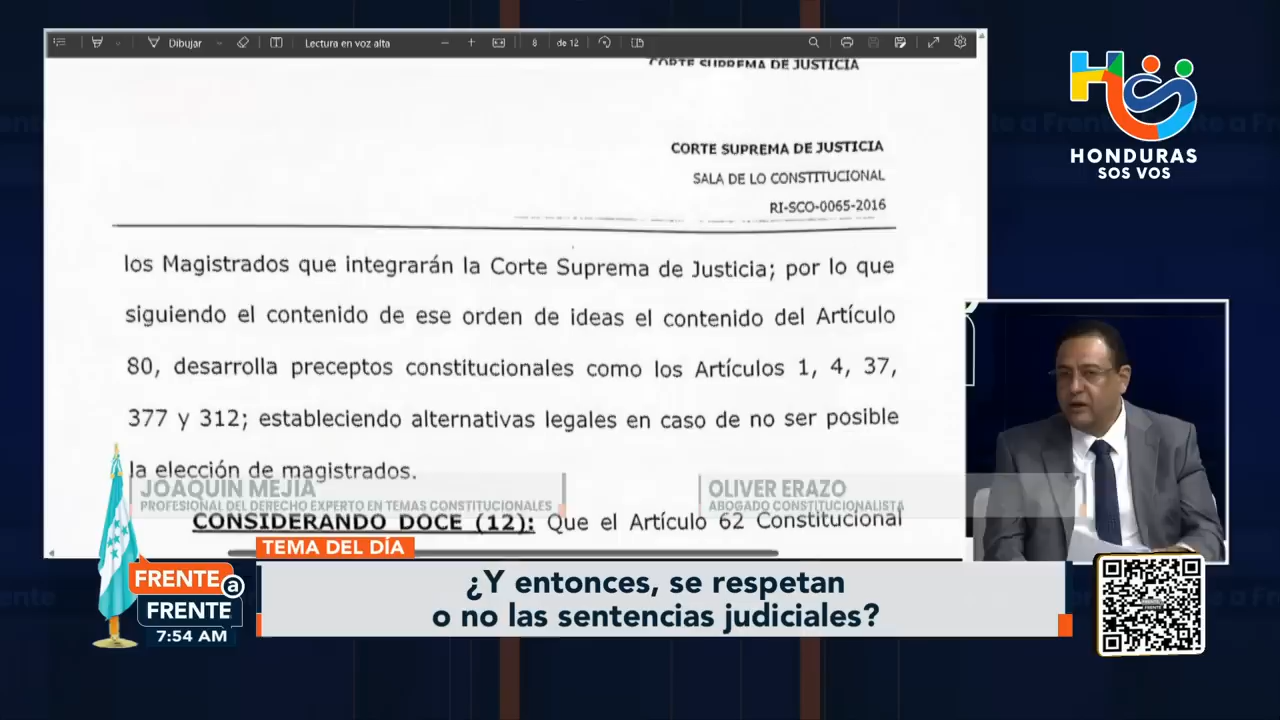 Dibujar
Lectura en voz alta
8
de 12
CORTE SUPREMA DE JUSTICIA
CORTE SUPREMA DE JUSTICIA
SALA DE LO CONSTITUCIONAL
RI-SCO-0065-2016
los Magistrados que integrarán la Corte Suprema de Justicia; por lo que
siguiendo el contenido de ese orden de ideas el contenido del Artículo
80, desarrolla preceptos constitucionales como los Artículos 1, 4, 37,
377 y 312; estableciendo alternativas legales en caso de no ser posible
la elección de magistrados.
CONSIDERANDO DOCE (12): Que el Artículo 62 Constitucional
JOAQUÍN MEJÍA
PROFESIONAL DEL DERECHO EXPERTO EN TEMAS CONSTITUCIONALES
OLIVER ERAZO
ABOGADO CONSTITUCIONALISTA
TEMA DEL DÍA
¿Y entonces, se respetan
o no las sentencias judiciales?
FRENTE a
FRENTE
7:54 AM
HONDURAS
SOS VOS